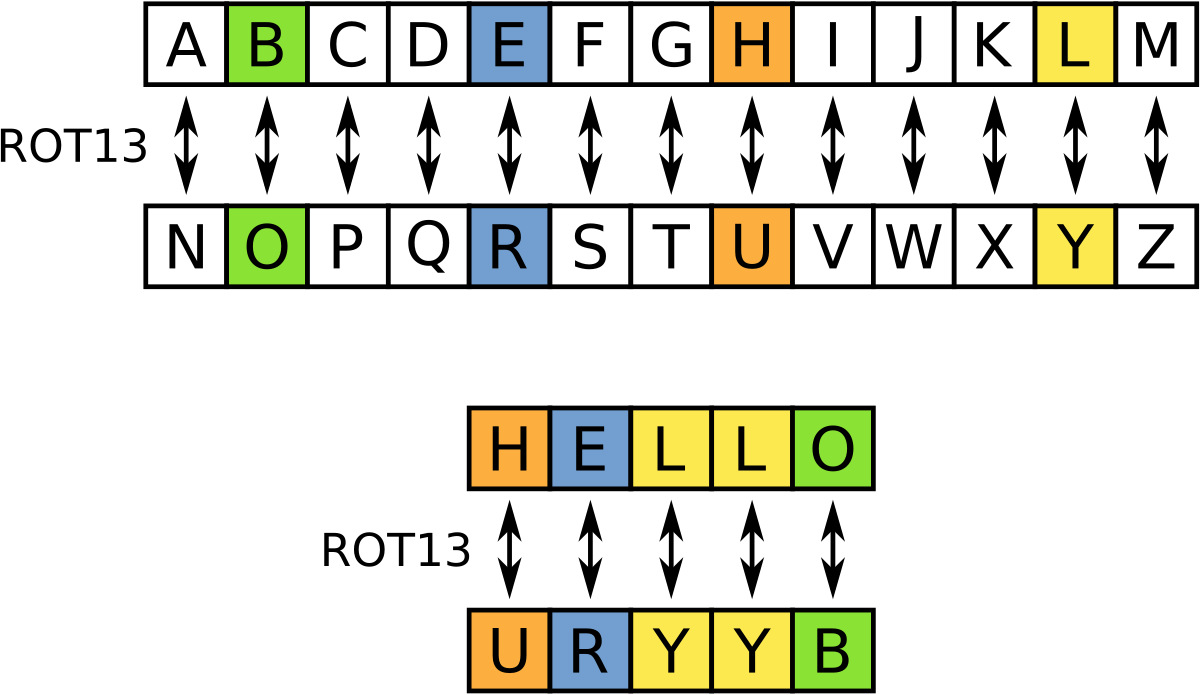 A B C D E F G H I J K L M
ROT13
N O P Q R S T U V W X Y Z
H E L L O
ROT13
U R Y Y B